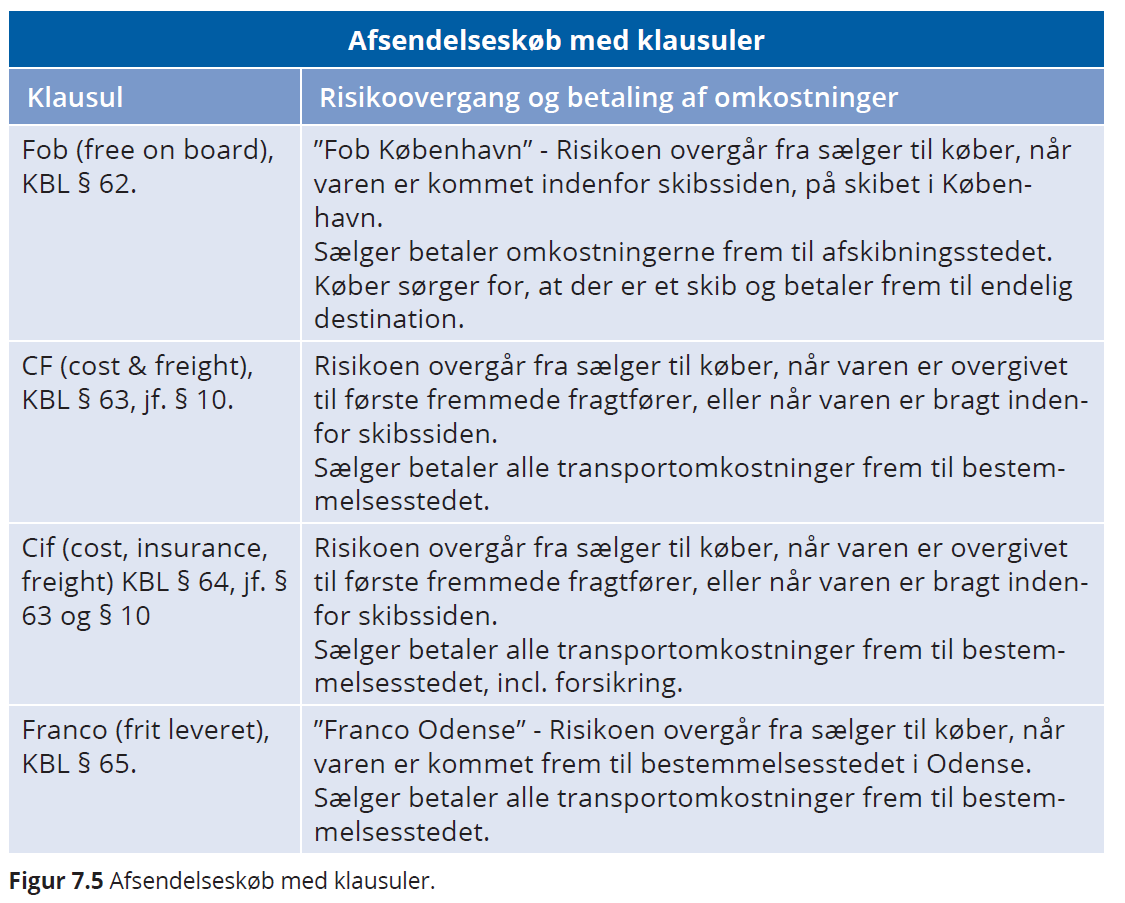 Afsendelseskøb med klausuler
Klausul
Risikoovergang og betaling af omkostninger
Fob (free on board),
KBL § 62.
”Fob København” - Risikoen overgår fra sælger til køber, når
varen er kommet indenfor skibssiden, på skibet i Køben-
havn.
Sælger betaler omkostningerne frem til afskibningsstedet.
Køber sørger for, at der er et skib og betaler frem til endelig
destination.
CF (cost & freight),
KBL § 63, jf. § 10.
Risikoen overgår fra sælger til køber, når varen er overgivet
til første fremmede fragtfører, eller når varen er bragt inden-
for skibssiden.
Sælger betaler alle transportomkostninger frem til bestem-
melsesstedet.
Cif (cost, insurance,
freight) KBL § 64, jf. §
63 og § 10
Risikoen overgår fra sælger til køber, når varen er overgivet
til første fremmede fragtfører, eller når varen er bragt inden-
for skibssiden.
Sælger betaler alle transportomkostninger frem til bestem-
melsesstedet, incl. forsikring.
Franco (frit leveret),
KBL § 65.
”Franco Odense” - Risikoen overgår fra sælger til køber, når
varen er kommet frem til bestemmelsesstedet i Odense.
Sælger betaler alle transportomkostninger frem til bestem-
melsesstedet.
Figur 7.5 Afsendelseskøb med klausuler.